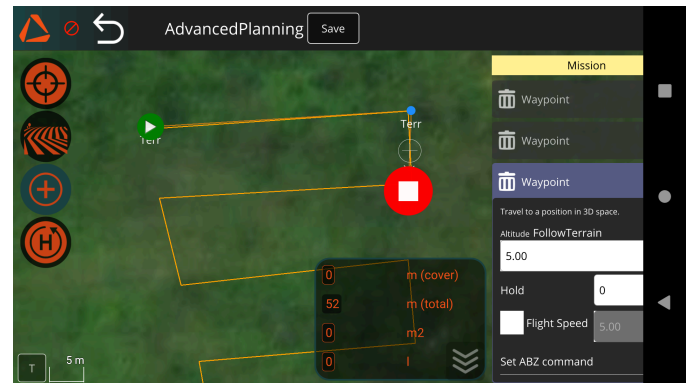 AdvancedPlanning Save
Mission
Waypoint
Waypoint
Waypoint
Travel to a position in 3D space.
Altitude FollowTerrain
5.00
Hold 0
Flight Speed 5.00
Set ABZ command
Terr
Terr
H
0 m (cover)
52 m (total)
0 m2
0 l
T 5 m